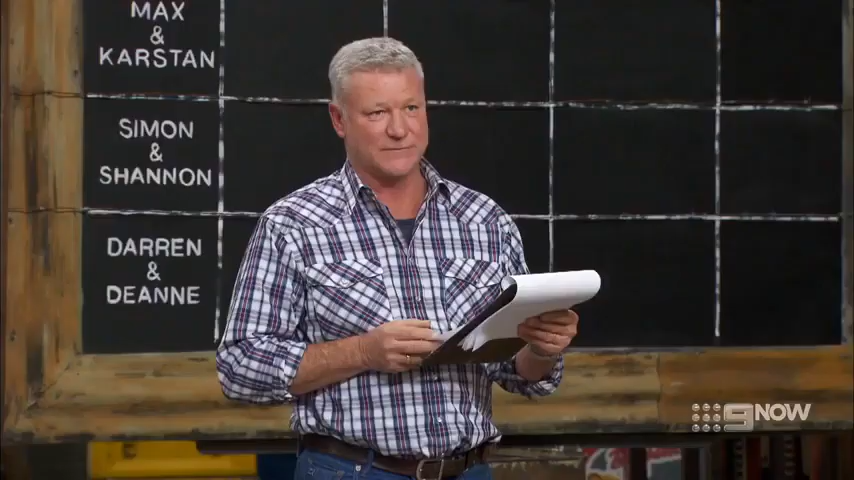 MAX
&
KARSTAN
SIMON
&
SHANNON
DARREN
&
DEANNE
9NOW